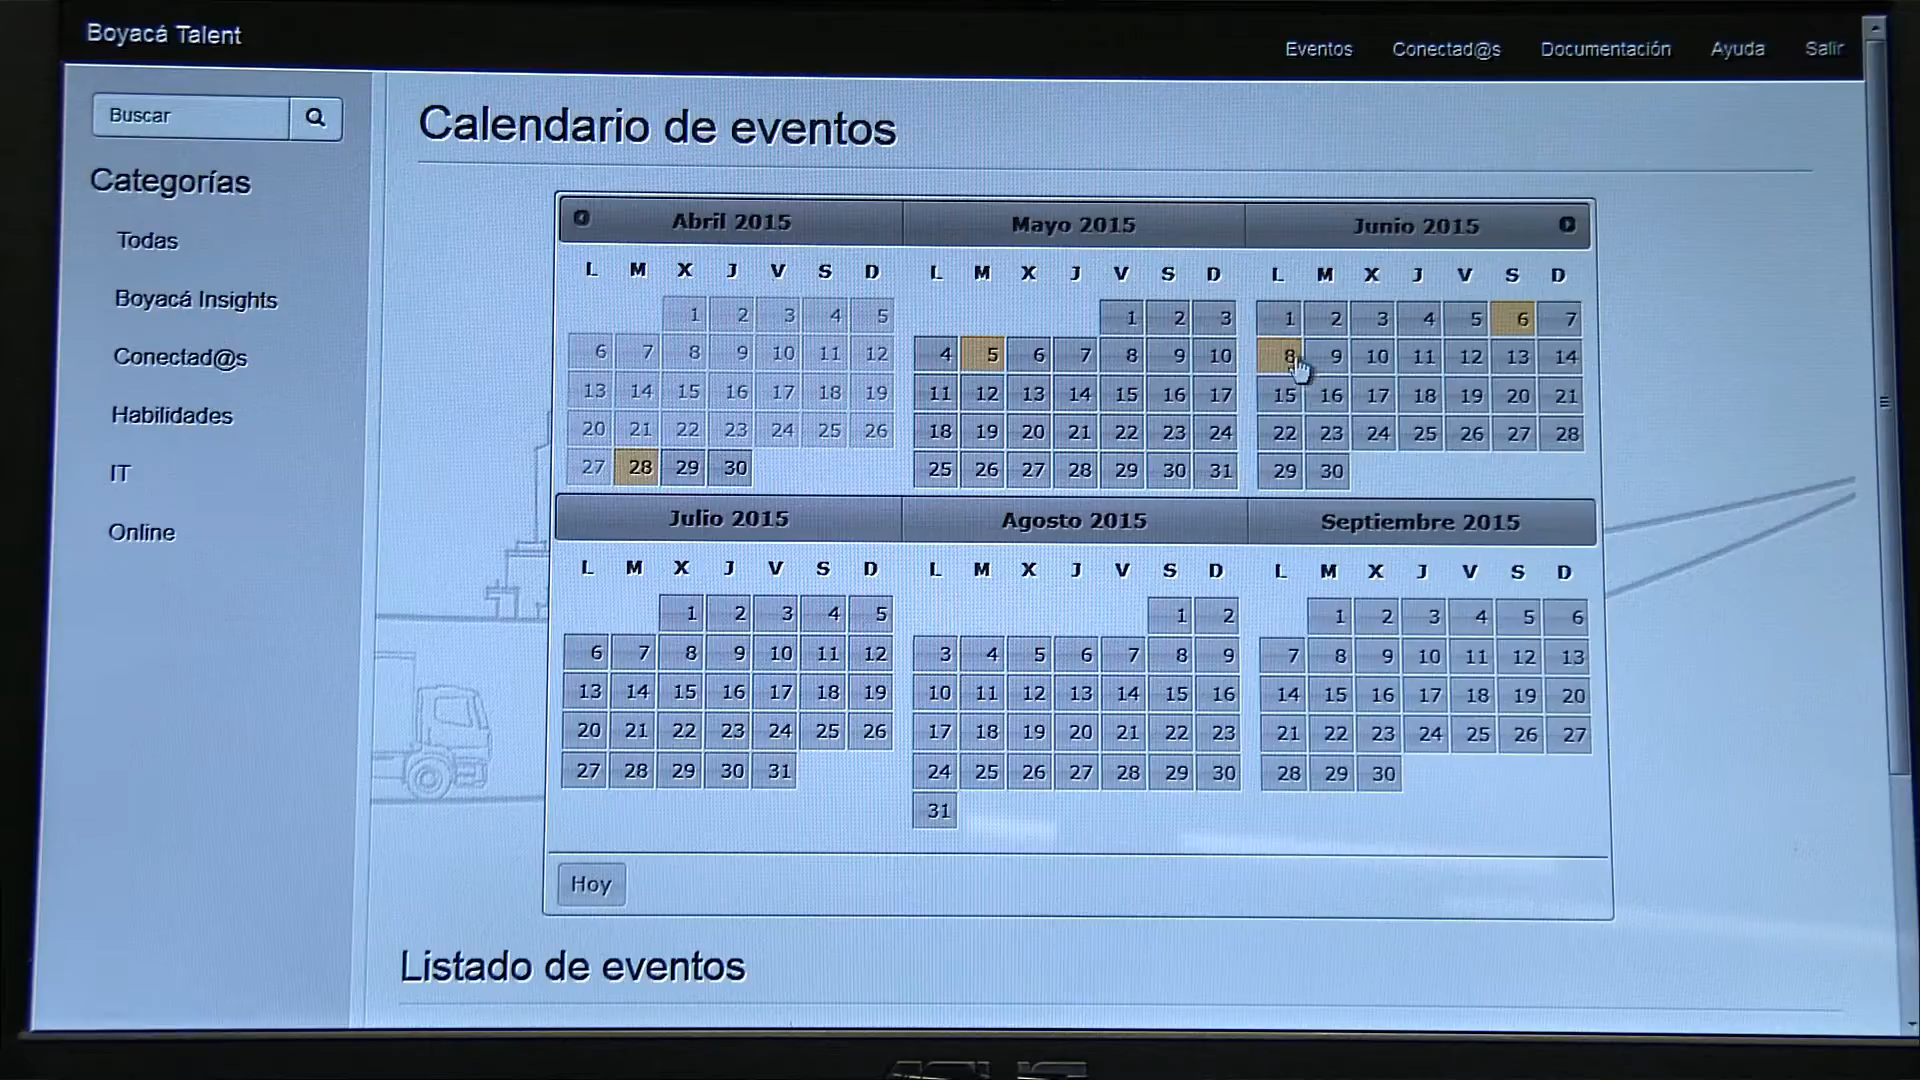 Boyacá Talent
Eventos Conectad@s Documentación Ayuda Salir
Buscar
Categorías
Todas
Boyacá Insights
Conectad@s
Habilidades
IT
Online
Calendario de eventos
Abril 2015
L M X J V S D
1 2 3 4 5
6 7 8 9 10 11 12
13 14 15 16 17 18 19
20 21 22 23 24 25 26
27 28 29 30
Mayo 2015
L M X J V S D
1 2 3
4 5 6 7 8 9 10
11 12 13 14 15 16 17
18 19 20 21 22 23 24
25 26 27 28 29 30 31
Junio 2015
L M X J V S D
1 2 3 4 5 6 7
8 9 10 11 12 13 14
15 16 17 18 19 20 21
22 23 24 25 26 27 28
29 30
Julio 2015
L M X J V S D
1 2 3 4 5
6 7 8 9 10 11 12
13 14 15 16 17 18 19
20 21 22 23 24 25 26
27 28 29 30 31
Agosto 2015
L M X J V S D
1 2
3 4 5 6 7 8 9
10 11 12 13 14 15 16
17 18 19 20 21 22 23
24 25 26 27 28 29 30
31
Septiembre 2015
L M X J V S D
1 2 3 4 5 6
7 8 9 10 11 12 13
14 15 16 17 18 19 20
21 22 23 24 25 26 27
28 29 30
Hoy
Listado de eventos